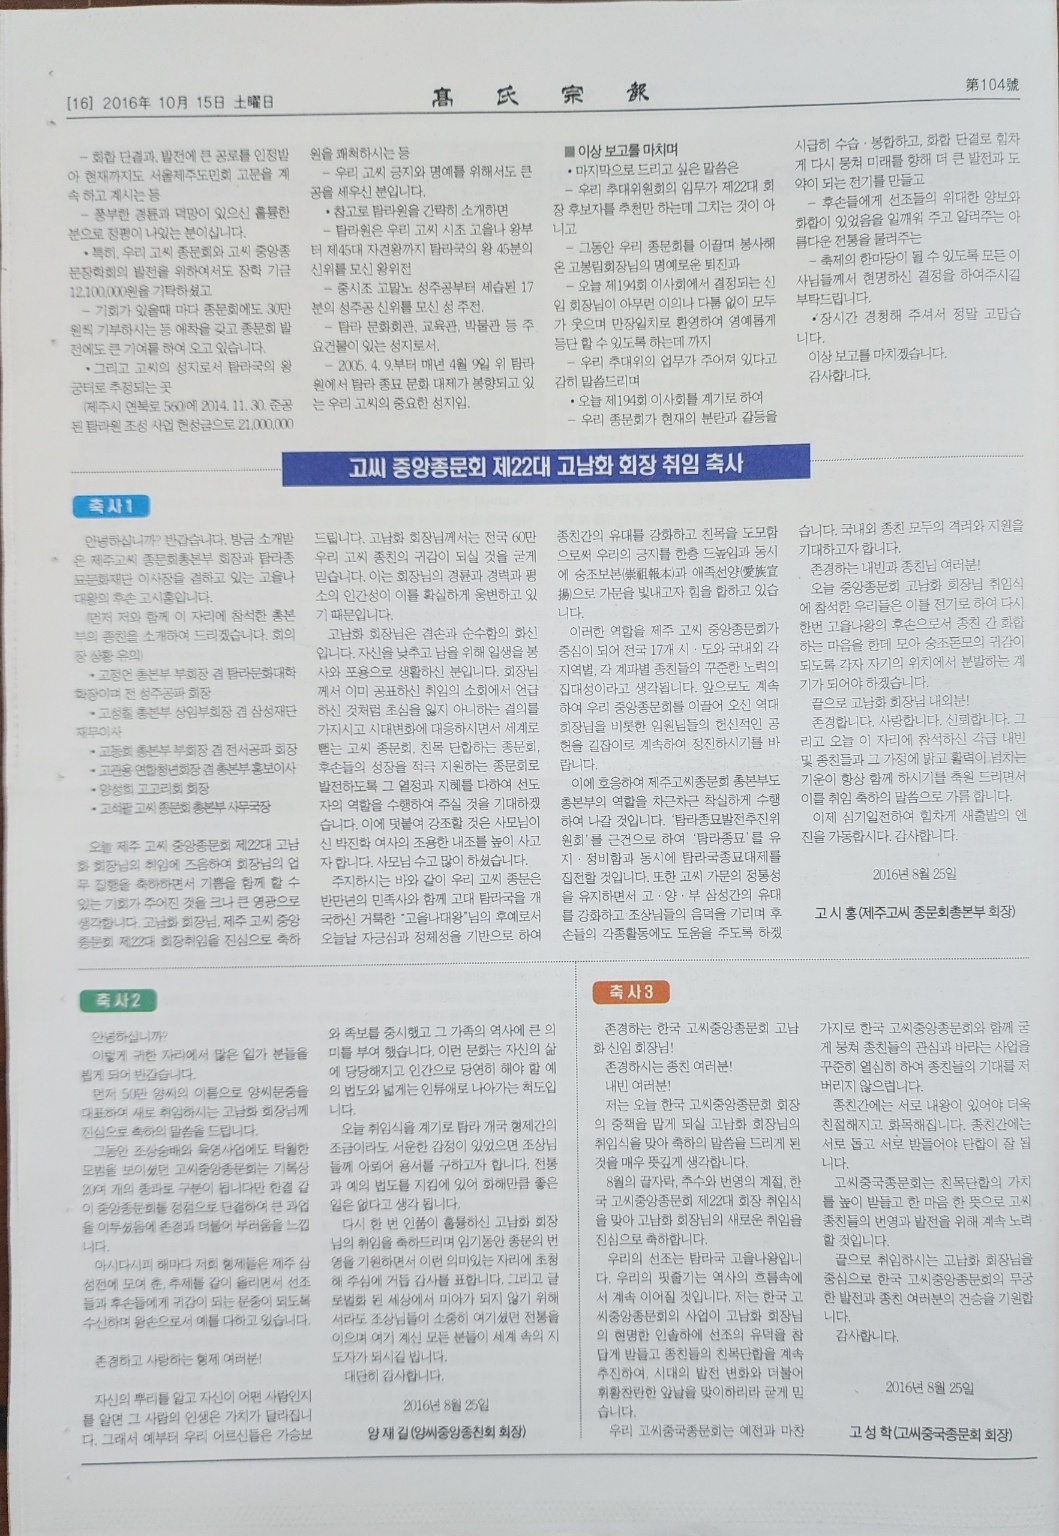 [16] 2016年 10月 15日 土曜日
高 氏 宗 報
第104號
- 화합 단결과, 발전에 큰 공로를 인정받
아 현재까지도 서울제주도민회 고문을 계
속 하고 계시는 등
- 풍부한 경륜과 덕망이 있으신 훌륭한
분으로 정평이 나있는 분이십니다.
• 특히, 우리 고씨 종문회와 고씨 중앙종
문장학회의 발전을 위하여서도 장학 기금
12,100,000원을 기탁하셨고
- 기회가 있을때 마다 종문회에도 30만
원씩 기부하시는 등 애착을 갖고 종문회 발
전에도 큰 기여를 하여 오고 있습니다.
• 그리고 고씨의 성지로서 탐라국의 왕
궁터로 추정되는 곳
(제주시 연북로 560)에 2014. 11. 30. 준공
된 탐라원 조성 사업 헌성금으로 21,000,000
원을 쾌척하시는 등
- 우리 고씨 긍지와 명예를 위해서도 큰
공을 세우신 분입니다.
• 참고로 탐라원을 간략히 소개하면
- 탐라원은 우리 고씨 시조 고을나 왕부
터 제45대 자견왕까지 탐라국의 왕 45분의
신위를 모신 왕위전
- 중시조 고말노 성주공부터 세습된 17
분의 성주공 신위를 모신 성 주전.
- 탐라 문화회관, 교육관, 박물관 등 주
요건물이 있는 성지로서.
- 2005. 4. 9.부터 매년 4월 9일 위 탐라
원에서 탐라 종묘 문화 대제가 봉향되고 있
는 우리 고씨의 중요한 성지임.
■ 이상 보고를 마치며
• 마지막으로 드리고 싶은 말씀은
- 우리 추대위원회의 임무가 제22대 회
장 후보자를 추천만 하는데 그치는 것이 아
니고
- 그동안 우리 종문회를 이끌며 봉사해
온 고봉립회장님의 명예로운 퇴진과
- 오늘 제194회 이사회에서 결정되는 신
임 회장님이 아무런 이의나 다툼 없이 모두
가 웃으며 만장일치로 환영하여 영예롭게
등단 할 수 있도록 하는데 까지
- 우리 추대위의 업무가 주어져 있다고
감히 말씀드리며
• 오늘 제194회 이사회를 계기로 하여
- 우리 종문회가 현재의 분란과 갈등을
시급히 수습 · 봉합하고, 화합 단결로 힘차
게 다시 뭉쳐 미래를 향해 더 큰 발전과 도
약이 되는 전기를 만들고
- 후손들에게 선조들의 위대한 양보와
화합이 있었음을 일깨워 주고 알려주는 아
름다운 전통을 물려주는
- 축제의 한마당이 될 수 있도록 모든 이
사님들께서 현명하신 결정을 하여주시길
부탁드립니다.
• 장시간 경청해 주셔서 정말 고맙습
니다.
이상 보고를 마치겠습니다.
감사합니다.
고씨 중앙종문회 제22대 고남화 회장 취임 축사
축 사 1
안녕하십니까? 반갑습니다. 방금 소개받
은 제주고씨 종문회총본부 회장과 탐라종
묘문화재단 이사장을 겸하고 있는 고을나
대왕의 후손 고시홍입니다.
(먼저 저와 함께 이 자리에 참석한 총본
부의 종친을 소개하여 드리겠습니다. 회의
장 상황 유의)
• 고정언 총본부 부회장 겸 탐라문화대학
학장이며 전 성주공파 회장
• 고성철 총본부 상임부회장 겸 삼성재단
재무이사
• 고동회 총본부 부회장 겸 전서공파 회장
• 고관용 연합청년회장 겸 총본부 홍보이사
• 양정희 고고리회 회장
• 고석팔 고씨 종문회 총본부 사무국장
오늘 제주 고씨 중앙종문회 제22대 고남
화 회장님의 취임에 즈음하여 회장님의 업
무 집행을 축하하면서 기쁨을 함께 할 수
있는 기회가 주어진 것을 크나 큰 영광으로
생각합니다. 고남화 회장님, 제주 고씨 중앙
종문회 제22대 회장취임을 진심으로 축하
드립니다. 고남화 회장님께서는 전국 60만
우리 고씨 종친의 귀감이 되실 것을 굳게
믿습니다. 이는 회장님의 경륜과 경력과 평
소의 인간성이 이를 확실하게 웅변하고 있
기 때문입니다.
고남화 회장님은 겸손과 순수함의 화신
입니다. 자신을 낮추고 남을 위해 일생을 봉
사와 포용으로 생활하신 분입니다. 회장님
께서 이미 공표하신 취임의 소회에서 언급
하신 것처럼 초심을 잃지 아니하는 결의를
가지시고 시대변화에 대응하시면서 세계로
뻗는 고씨 종문회, 친목 단합하는 종문회,
후손들의 성장을 적극 지원하는 종문회로
발전하도록 그 열정과 지혜를 다하여 선도
자의 역할을 수행하여 주실 것을 기대하겠
습니다. 이에 덧붙여 강조할 것은 사모님이
신 박진화 여사의 조용한 내조를 높이 사고
자 합니다. 사모님 수고 많이 하셨습니다.
주지하시는 바와 같이 우리 고씨 종문은
반만년의 민족사와 함께 고대 탐라국을 개
국하신 거룩한 “고을나대왕”님의 후예로서
오늘날 자긍심과 정체성을 기반으로 하여
종친간의 유대를 강화하고 친목을 도모함
으로써 우리의 긍지를 한층 드높임과 동시
에 숭조보본(崇祖報本)과 애족선양(愛族宣
揚)으로 가문을 빛내고자 힘을 합하고 있습
니다.
이러한 역할을 제주 고씨 중앙종문회가
중심이 되어 전국 17개 시 · 도와 국내외 각
지역별, 각 계파별 종친들의 꾸준한 노력의
집대성이라고 생각됩니다. 앞으로도 계속
하여 우리 중앙종문회를 이끌어 오신 역대
회장님을 비롯한 임원님들의 헌신적인 공
헌을 길잡이로 계속하여 정진하시기를 바
랍니다.
이에 호응하여 제주고씨종문회 총본부도
총본부의 역할을 차근차근 착실하게 수행
하여 나갈 것입니다. ‘탐라종묘발전추진위
원회’를 근건으로 하여 ‘탐라종묘’를 유
지 · 정비함과 동시에 탐라국종묘대제를
집전할 것입니다. 또한 고씨 가문의 정통성
을 유지하면서 고 · 양 · 부 삼성간의 유대
를 강화하고 조상님들의 음덕을 기리며 후
손들의 각종활동에도 도움을 주도록 하겠
습니다. 국내외 종친 모두의 격려와 지원을
기대하고자 합니다.
존경하는 내빈과 종친님 여러분!
오늘 중앙종문회 고남화 회장님 취임식
에 참석한 우리들은 이를 전기로 하여 다시
한번 고을나왕의 후손으로서 종친 간 화합
하는 마음을 한데 모아 숭조돈모의 귀감이
되도록 각자 자기의 위치에서 분발하는 계
기가 되어야 하겠습니다.
끝으로 고남화 회장님 내외분!
존경합니다. 사랑합니다. 신뢰합니다. 그
리고 오늘 이 자리에 참석하신 각급 내빈
및 종친들과 그 가정에 밝고 활력이 넘치는
기운이 항상 함께 하시기를 축원 드리면서
이를 취임 축하의 말씀으로 가름 합니다.
이제 심기일전하여 힘차게 새출발의 엔
진을 가동합시다. 감사합니다.
2016년 8월 25일
고 시 홍(제주고씨 종문회총본부 회장)
축 사 2
안녕하십니까?
이렇게 귀한 자리에서 많은 일가 분들을
뵙게 되어 반갑습니다.
먼저 50만 양씨의 이름으로 양씨문중을
대표하여 새로 취임하시는 고남화 회장님께
진심으로 축하의 말씀을 드립니다.
그동안 조상숭배와 육영사업에도 탁월한
모범을 보이셨던 고씨중앙종문회는 기록상
20여 개의 종파로 구분이 됩니다만 한결 같
이 중앙종문회를 정점으로 단결하여 큰 과업
을 이루셨음에 존경과 더불어 부러움을 느낍
니다.
아시다시피 해마다 저희 형제들은 제주 삼
성전에 모여 춘, 추제를 같이 올리면서 선조
들과 후손들에게 귀감이 되는 문중이 되도록
수신하며 왕손으로서 예를 다하고 있습니다.
존경하고 사랑하는 형제 여러분!
자신의 뿌리를 알고 자신이 어떤 사람인지
를 알면 그 사람의 인생은 가치가 달라집니
다. 그래서 예부터 우리 어르신들은 가승보
와 족보를 중시했고 그 가족의 역사에 큰 의
미를 부여 했습니다. 이런 문화는 자신의 삶
에 당당해지고 인간으로 당연히 해야 할 예
의 법도와 넓게는 인류애로 나아가는 척도입
니다.
오늘 취임식을 계기로 탐라 개국 형제간의
조금이라도 서운한 감정이 있었으면 조상님
들께 아뢰어 용서를 구하고자 합니다. 전통
과 예의 법도를 지킴에 있어 화해만큼 좋은
일은 없다고 생각 됩니다.
다시 한 번 인품이 훌륭하신 고남화 회장
님의 취임을 축하드리며 임기동안 종문의 번
영을 기원하면서 이런 의미있는 자리에 초청
해 주심에 거듭 감사를 표합니다. 그리고 글
로벌화 된 세상에서 미아가 되지 않기 위해
서라도 조상님들이 소중히 여기셨던 전통을
이으며 여기 계신 모든 분들이 세계 속의 지
도자가 되시길 빕니다.
대단히 감사합니다.
2016년 8월 25일
양 재 길(양씨중앙종친회 회장)
축 사 3
존경하는 한국 고씨중앙종문회 고남
화 신임 회장님!
존경하시는 종친 여러분!
내빈 여러분!
저는 오늘 한국 고씨중앙종문회 회장
의 중책을 맡게 되실 고남화 회장님의
취임식을 맞아 축하의 말씀을 드리게 된
것을 매우 뜻깊게 생각합니다.
8월의 끝자락, 추수와 번영의 계절, 한
국 고씨중앙종문회 제22대 회장 취임식
을 맞아 고남화 회장님의 새로운 취임을
진심으로 축하합니다.
우리의 선조는 탐라국 고을나왕입니
다. 우리의 핏줄기는 역사의 흐름속에
서 계속 이어질 것입니다. 저는 한국 고
씨중앙종문회의 사업이 고남화 회장님
의 현명한 인솔하에 선조의 유덕을 참
답게 받들고 종친들의 친목단합을 계속
추진하여, 시대의 발전 변화와 더불어
휘황찬란한 앞날을 맞이하리라 굳게 믿
습니다.
우리 고씨중국종문회는 예전과 마찬
가지로 한국 고씨중앙종문회와 함께 굳
게 뭉쳐 종친들의 관심과 바라는 사업을
꾸준히 열심히 하여 종친들의 기대를 저
버리지 않으렵니다.
종친간에는 서로 내왕이 있어야 더욱
친절해지고 화목해집니다. 종친간에는
서로 돕고 서로 받들어야 단합이 잘 됩
니다.
고씨중국종문회는 친목단합의 가치
를 높이 받들고 한 마음 한 뜻으로 고씨
종친들의 번영과 발전을 위해 계속 노력
할 것입니다.
끝으로 취임하시는 고남화 회장님을
중심으로 한국 고씨중앙종문회의 무궁
한 발전과 종친 여러분의 건승을 기원합
니다.
감사합니다.
2016년 8월 25일
고 성 학(고씨중국종문회 회장)